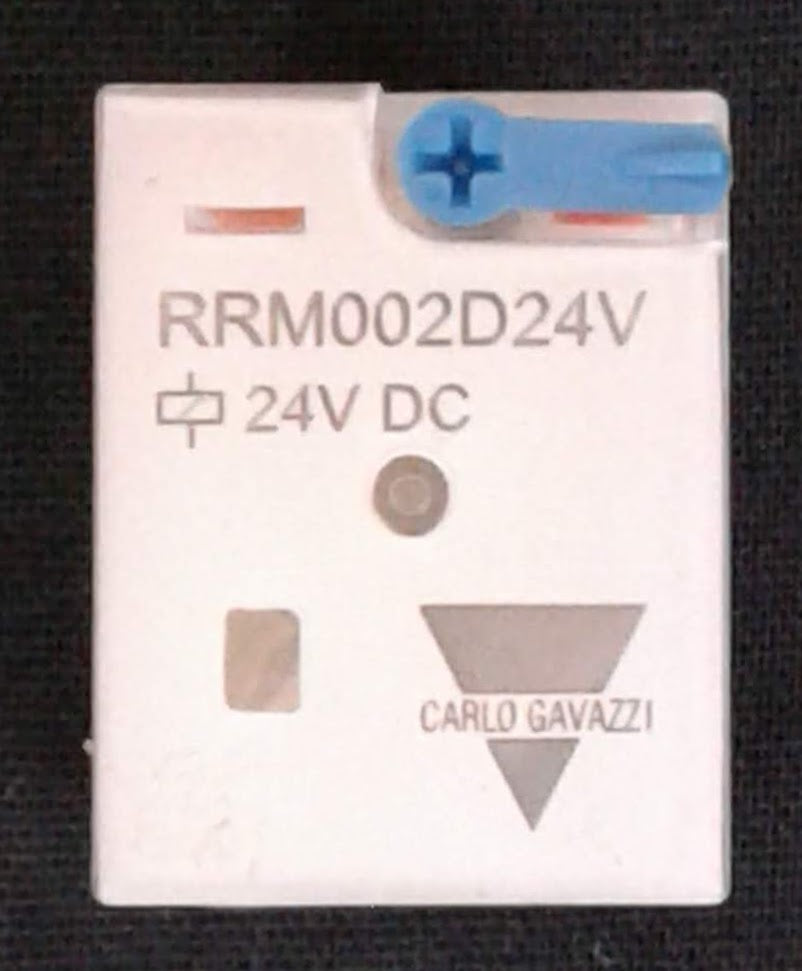 RRM002D24V
24V DC
CARLO GAVAZZI